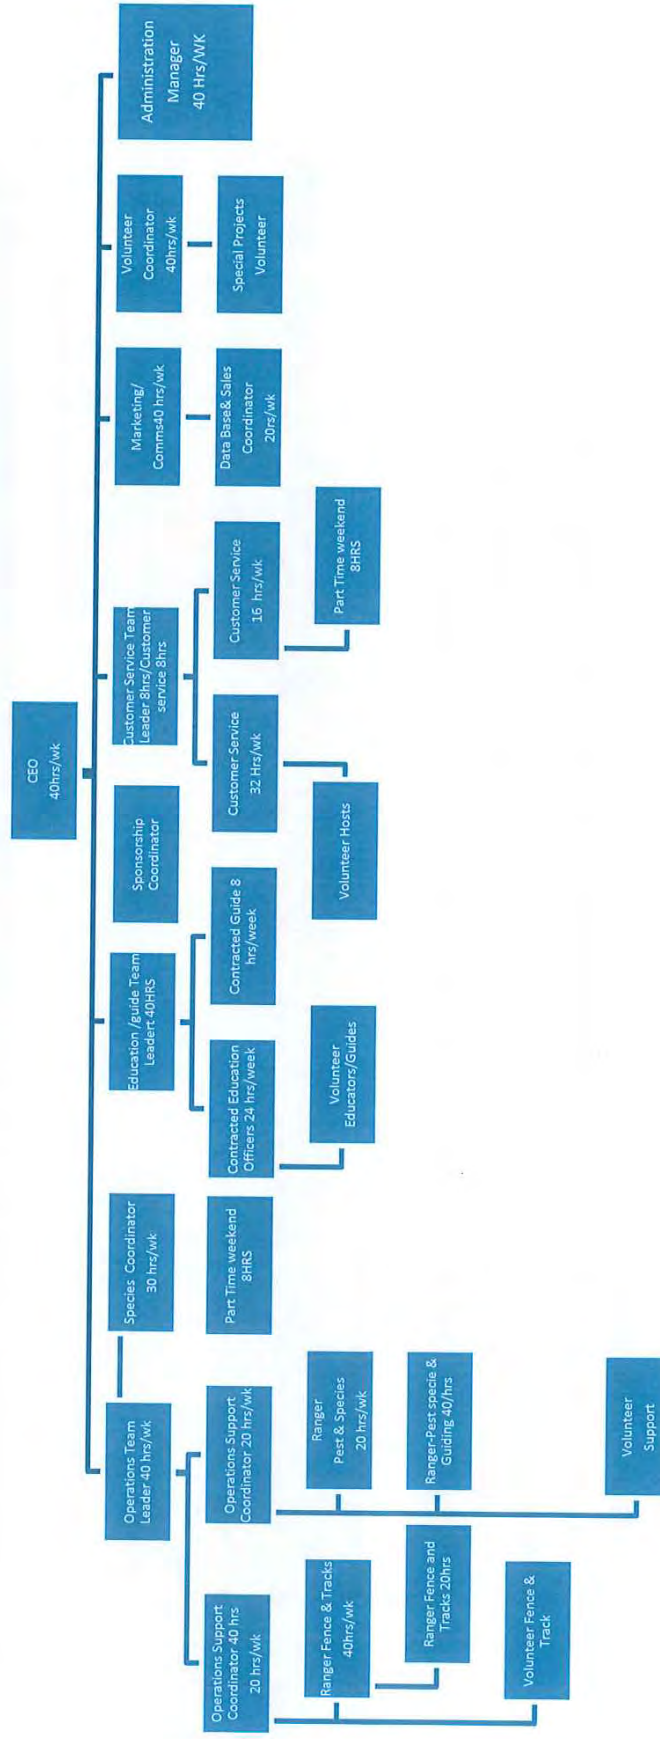 CEO
40hrs/wk
Operations Team
Leader 40 hrs/wk
Species Coordinator
30 hrs/wk
Education /guide Team
Leadert 40HRS
Sponsorship
Coordinator
Customer Service Team
Leader 8hrs/Customer
service 8hrs
Marketing/
Comms40 hrs/wk
Volunteer
Coordinator
40hrs/wk
Administration
Manager
40 Hrs/WK
Operations Support
Coordinator 40 hrs
20 hrs/wk
Operations Support
Coordinator 20 hrs/wk
Part Time weekend
8HRS
Contracted Education
Officers 24 hrs/week
Contracted Guide 8
hrs/week
Customer Service
32 Hrs/wk
Customer Service
16 hrs/wk
Data Base& Sales
Coordinator
20rs/wk
Special Projects
Volunteer
Ranger Fence & Tracks
40hrs/wk
Ranger
Pest & Species
20 hrs/wk
Volunteer
Educators/Guides
Volunteer Hosts
Part Time weekend
8HRS
Ranger Fence and
Tracks 20hrs
Ranger-Pest specie &
Guiding 40/hrs
Volunteer Fence &
Track
Volunteer
Support